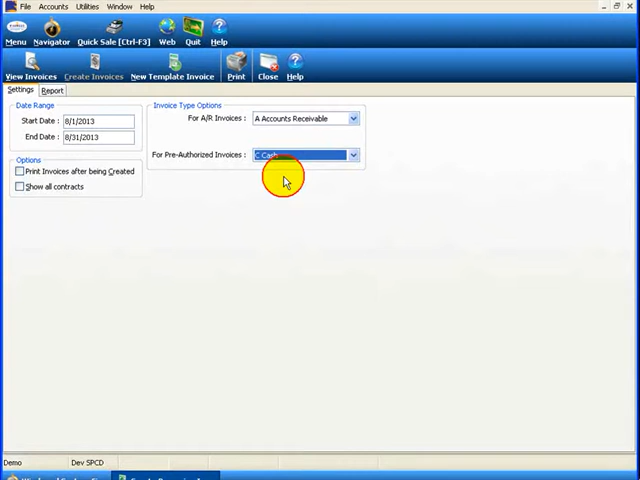 File Accounts Utilities Window Help
Menu Navigator Quick Sale [Ctrl-F3] Web Quit Help
View Invoices Create Invoices New Template Invoice Print Close Help
Settings Report
Date Range
Start Date : 8/1/2013
End Date : 8/31/2013
Options
Print Invoices after being Created
Show all contracts
Invoice Type Options
For A/R Invoices : A Accounts Receivable
For Pre-Authorized Invoices : C Cash
Demo Dev SPCD